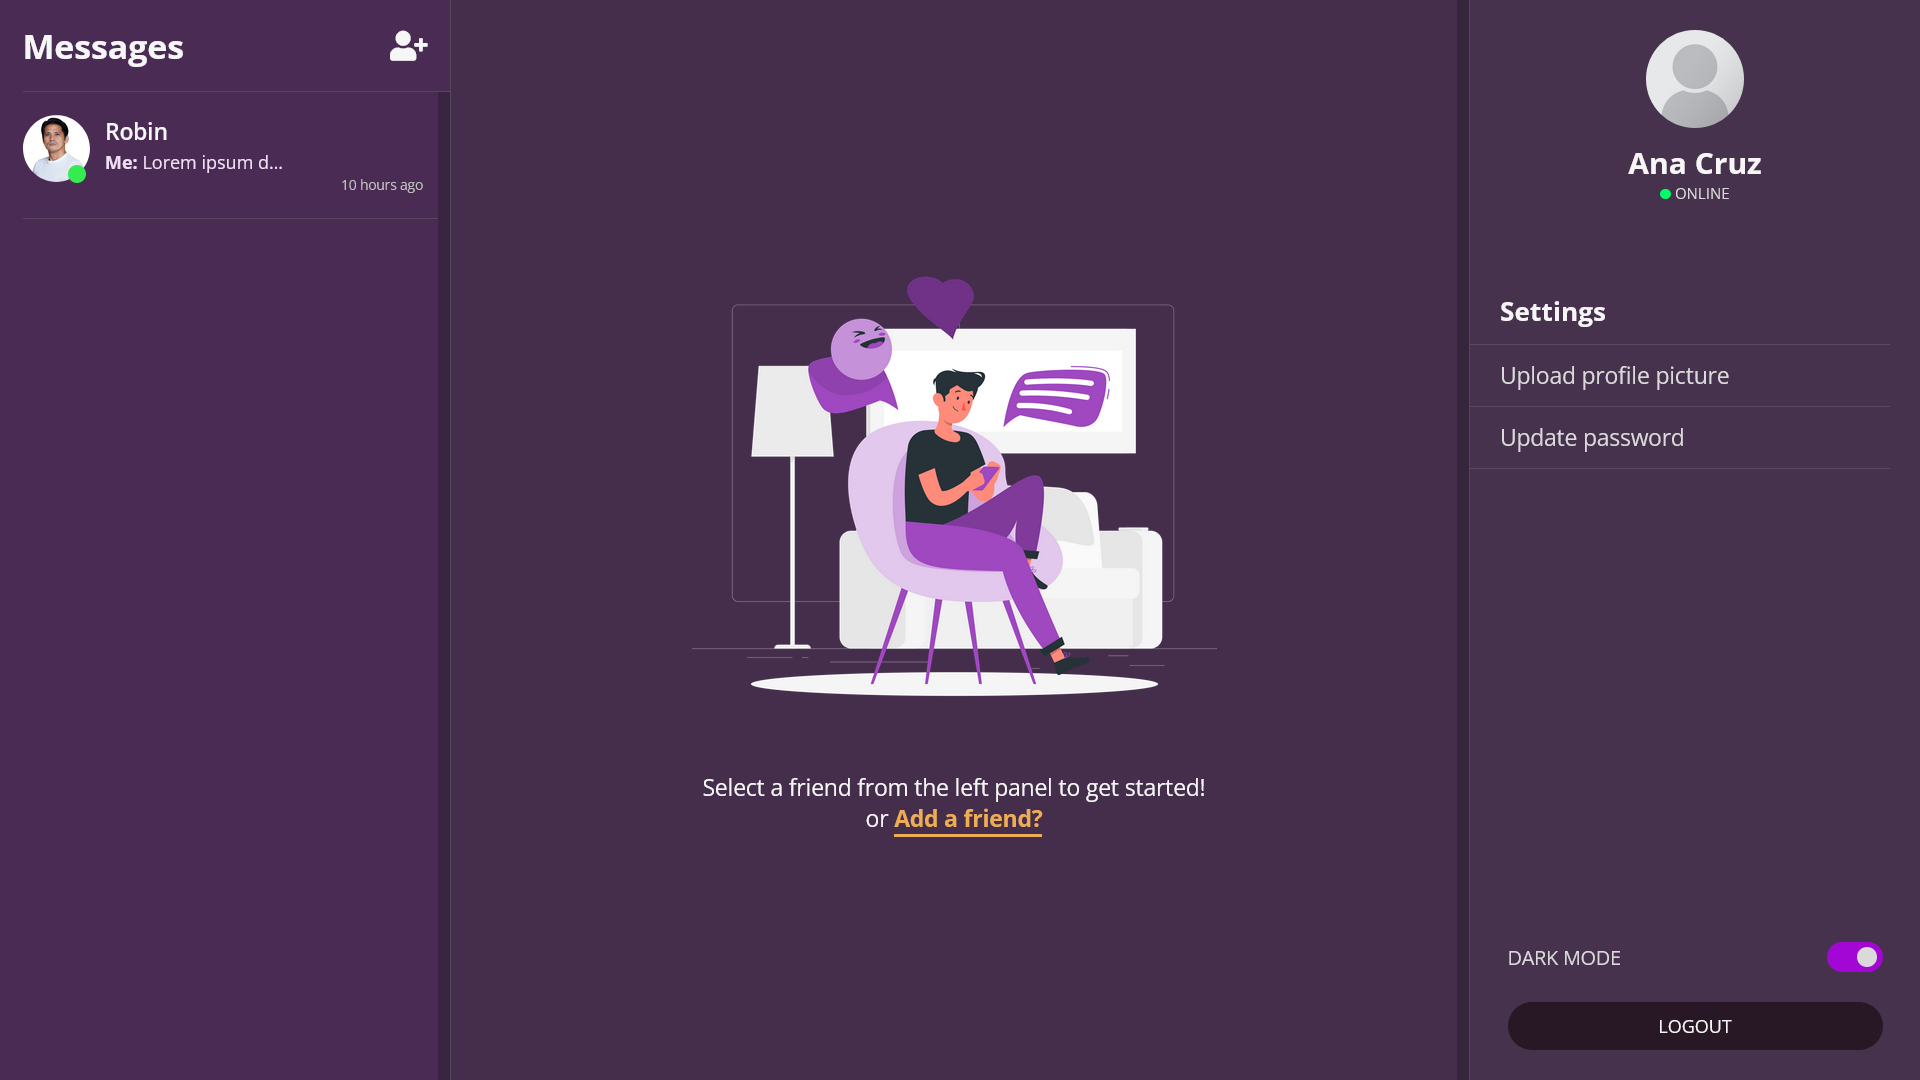 Messages
Robin
Me: Lorem ipsum d...
10 hours ago
Select a friend from the left panel to get started!
or Add a friend?
Ana Cruz
ONLINE
Settings
Upload profile picture
Update password
DARK MODE
LOGOUT